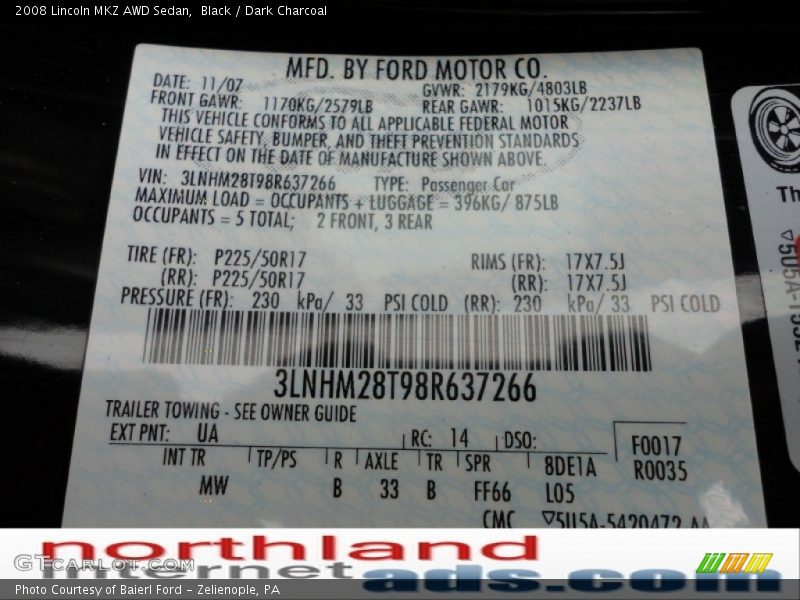 2008 Lincoln MKZ AWD Sedan,  Black / Dark Charcoal
MFD. BY FORD MOTOR CO.
DATE: 11/07 GVWR: 2179KG/4803LB
FRONT GAWR: 1170KG/2579LB REAR GAWR: 1015KG/2237LB
THIS VEHICLE CONFORMS TO ALL APPLICABLE FEDERAL MOTOR
VEHICLE SAFETY, BUMPER, AND THEFT PREVENTION STANDARDS
IN EFFECT ON THE DATE OF MANUFACTURE SHOWN ABOVE.
VIN: 3LNHM28T98R637266 TYPE: Passenger Car
MAXIMUM LOAD = OCCUPANTS + LUGGAGE = 396KG/ 875LB
OCCUPANTS = 5 TOTAL; 2 FRONT, 3 REAR
TIRE (FR): P225/50R17 RIMS (FR): 17X7.5J
(RR): P225/50R17 (RR): 17X7.5J
PRESSURE (FR): 230 kPa/ 33 PSI COLD (RR): 230 kPa/ 33 PSI COLD
3LNHM28T98R637266
TRAILER TOWING - SEE OWNER GUIDE
EXT PNT: UA RC: 14 DSO: F0017
INT TR TP/PS R AXLE TR SPR 8DE1A R0035
MW B 33 B FF66 L05
CMC ▽5U5A-5420472 AA
Th
northland
internet ads.com
GTCarLot.com
Photo Courtesy of Baierl Ford - Zelienople, PA